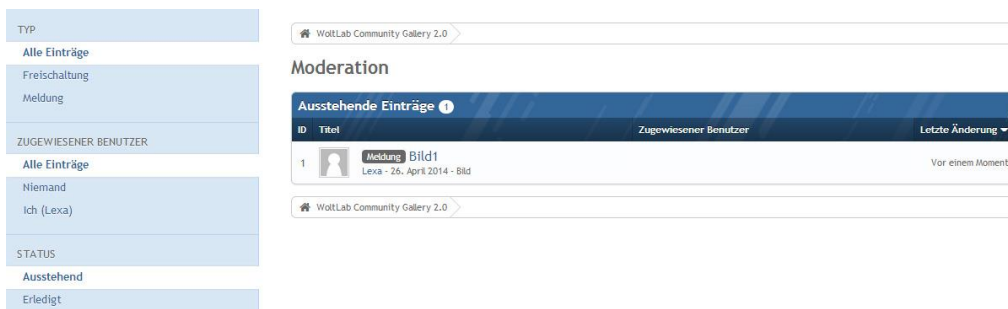 TYP
Alle Einträge
Freischaltung
Meldung
ZUGEWIESENER BENUTZER
Alle Einträge
Niemand
Ich (Lexa)
STATUS
Ausstehend
Erledigt
WoltLab Community Gallery 2.0
Moderation
Ausstehende Einträge 1
ID Titel Zugewiesener Benutzer Letzte Änderung
1 Meldung Bild1 Vor einem Moment
Lexa - 26. April 2014 - Bild
WoltLab Community Gallery 2.0